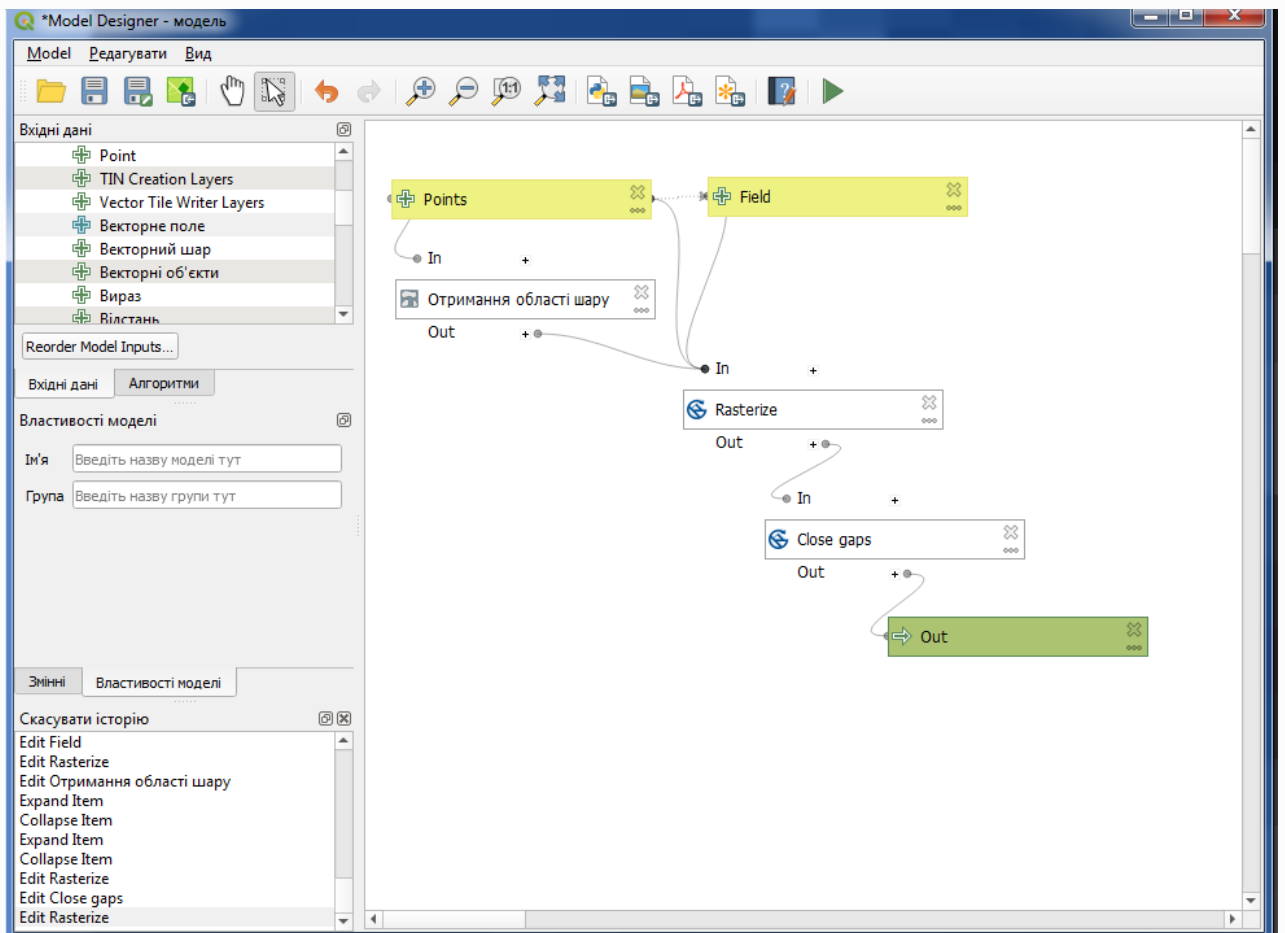 *Model Designer - модель
Model Редагувати Вид
Вхідні дані
Point
TIN Creation Layers
Vector Tile Writer Layers
Векторне поле
Векторний шар
Векторні об'єкти
Вираз
Відстань
Reorder Model Inputs...
Вхідні дані Алгоритми
Властивості моделі
Ім'я Введіть назву моделі тут
Група Введіть назву групи тут
Змінні Властивості моделі
Скасувати історію
Edit Field
Edit Rasterize
Edit Отримання області шару
Expand Item
Collapse Item
Expand Item
Collapse Item
Edit Rasterize
Edit Close gaps
Edit Rasterize
Points
Field
In +
Отримання області шару
Out +
In +
Rasterize
Out +
In +
Close gaps
Out +
Out